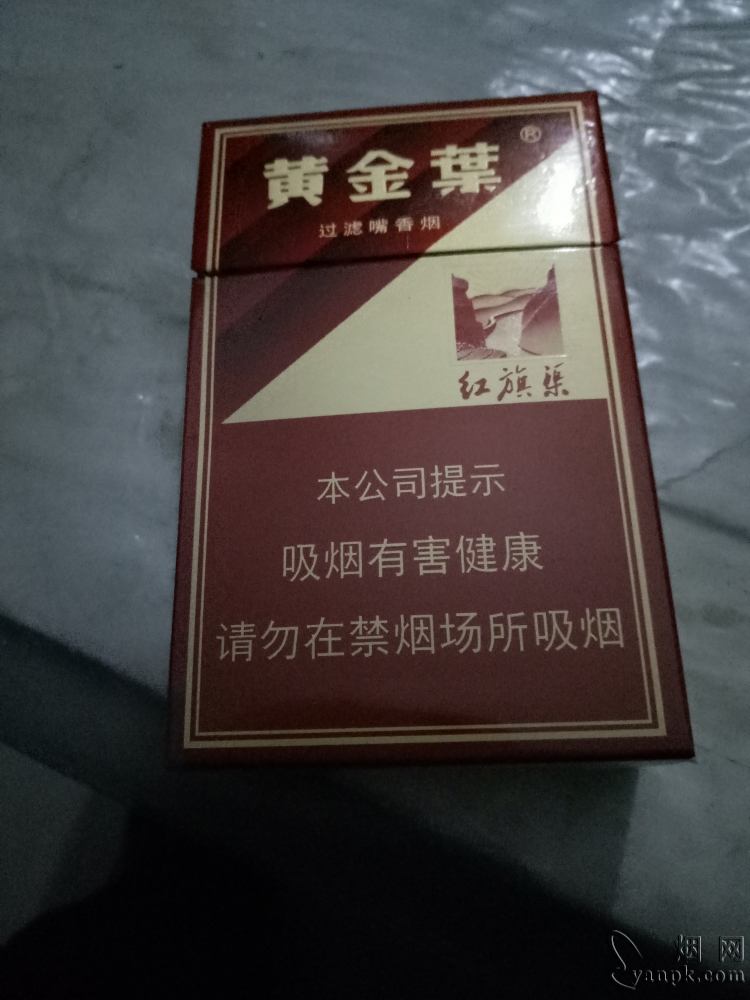 黄金葉®
过滤嘴香烟
红旗渠
本公司提示
吸烟有害健康
请勿在禁烟场所吸烟
烟网
yanpk.com